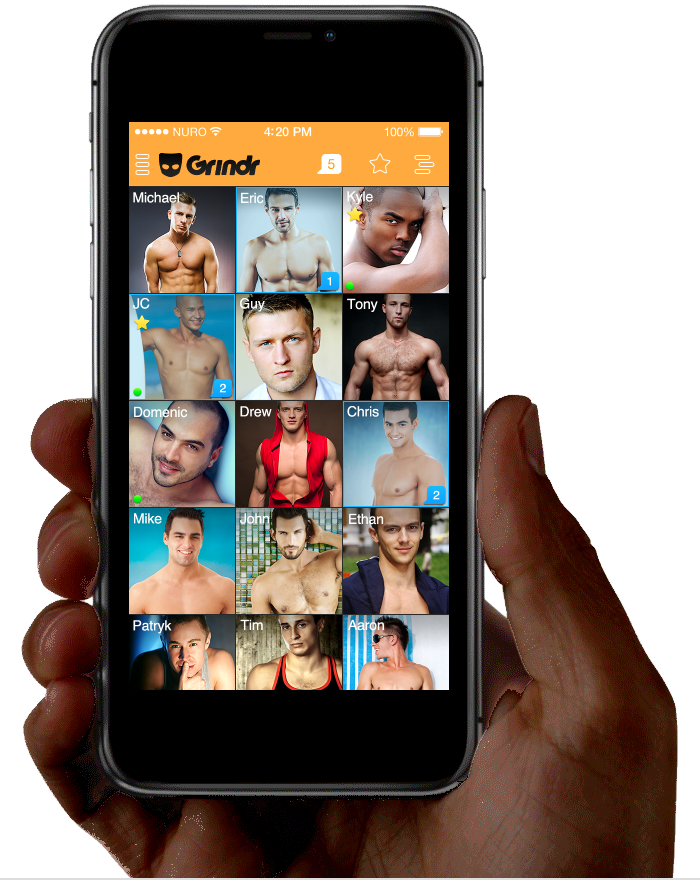 NURO 4:20 PM 100%
Grindr 5
Michael Eric Kyle
1
JC Guy Tony
2
Domenic Drew Chris
2
Mike John Ethan
Patryk Tim Aaron